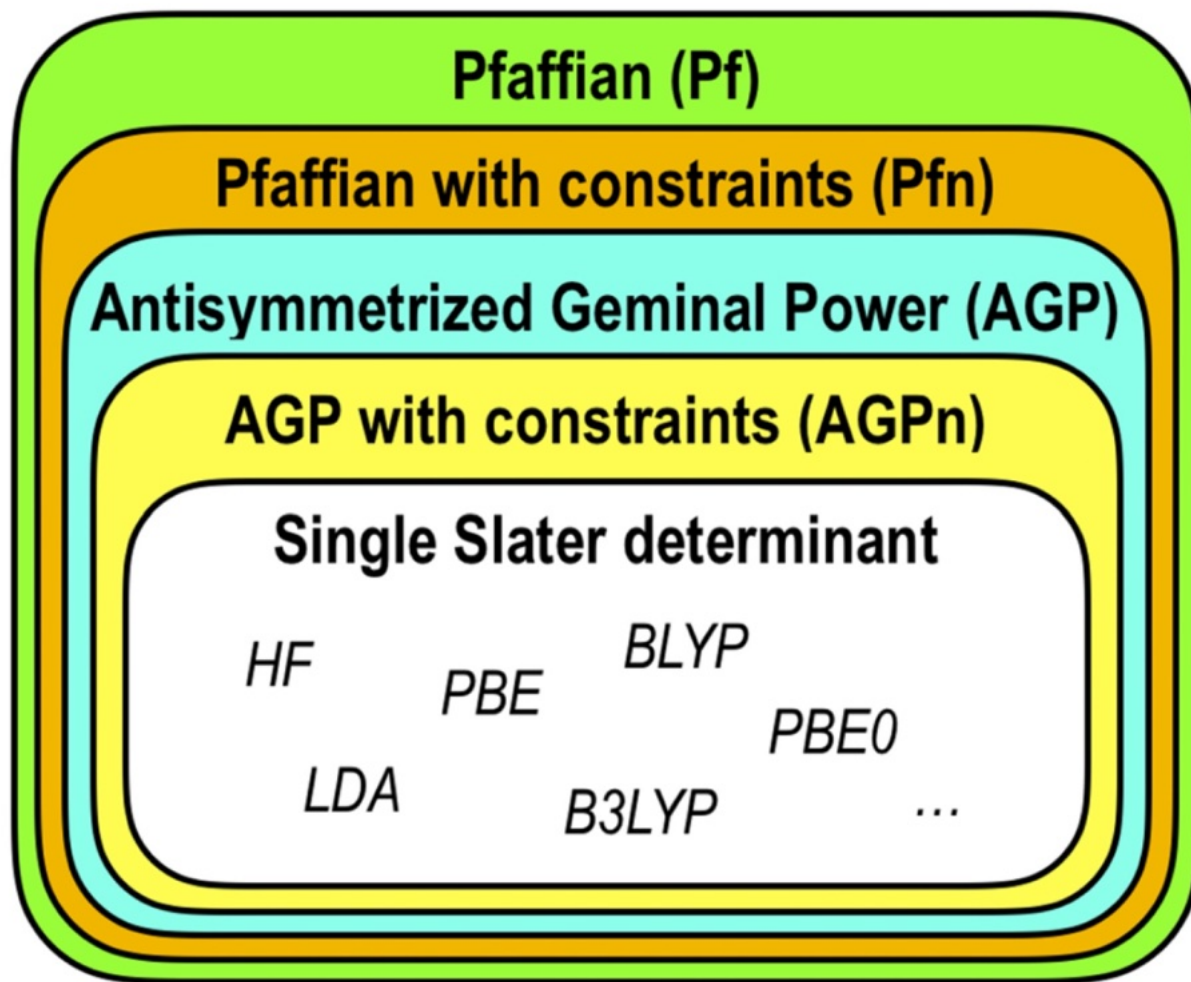 Pfaffian (Pf)
Pfaffian with constraints (Pfn)
Antisymmetrized Geminal Power (AGP)
AGP with constraints (AGPn)
Single Slater determinant
HF
PBE
BLYP
PBE0
LDA
B3LYP
...